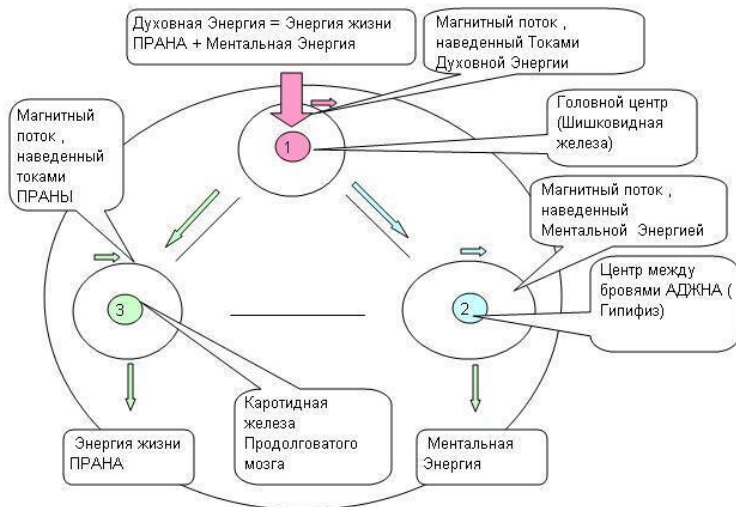 Духовная Энергия = Энергия жизни
ПРАНА + Ментальная Энергия
Магнитный поток ,
наведенный Токами
Духовной Энергии
Головной центр
(Шишковидная
железа)
Магнитный
поток ,
наведенный
токами
ПРАНЫ
1
Магнитный поток ,
наведенный
Ментальной Энергией
Центр между
бровями АДЖНА (
Гипифиз)
3
2
Каротидная
железа
Продолговатого
мозга
Энергия жизни
ПРАНА
Ментальная
Энергия